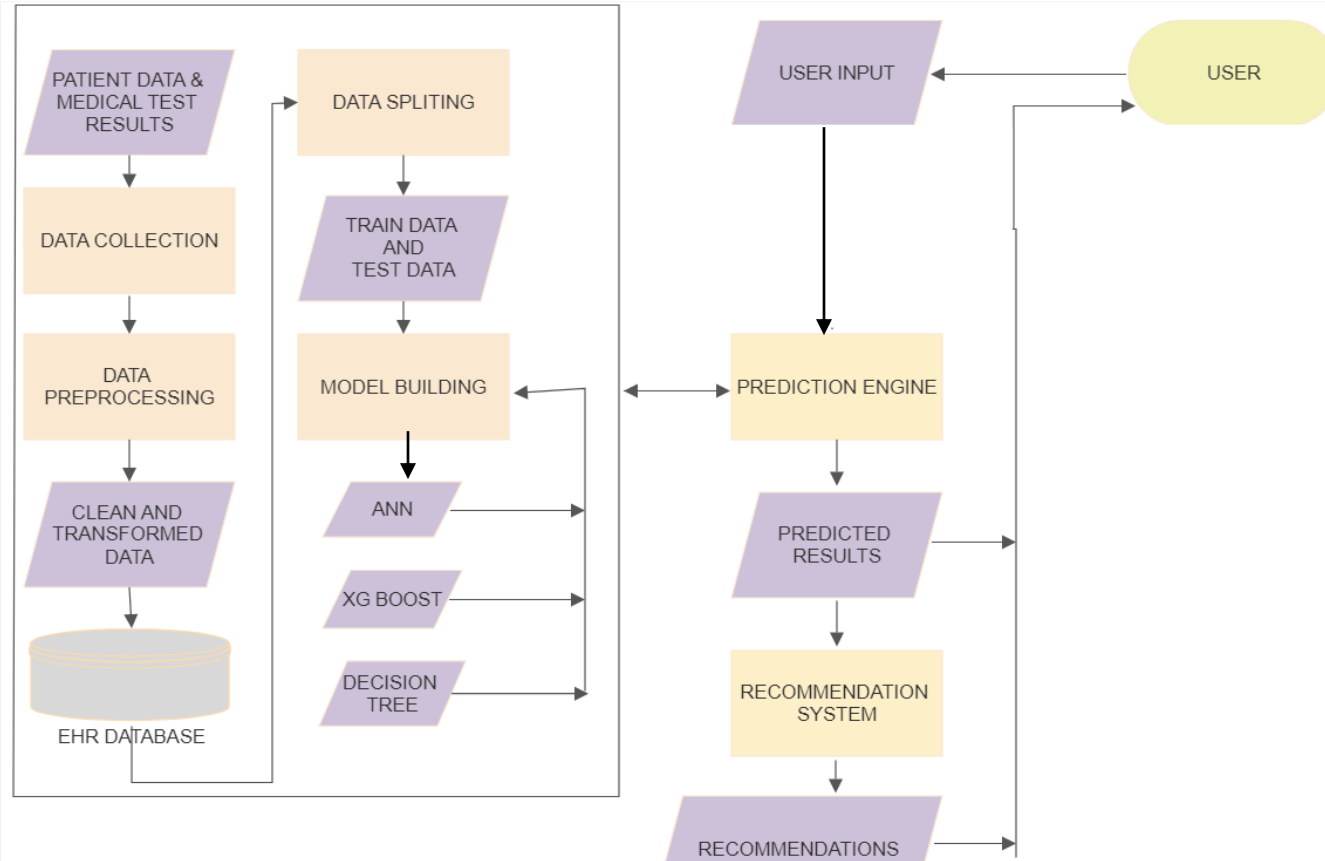 PATIENT DATA &
MEDICAL TEST
RESULTS
DATA COLLECTION
DATA
PREPROCESSING
CLEAN AND
TRANSFORMED
DATA
EHR DATABASE
DATA SPLITING
TRAIN DATA
AND
TEST DATA
MODEL BUILDING
ANN
XG BOOST
DECISION
TREE
USER INPUT
USER
PREDICTION ENGINE
PREDICTED
RESULTS
RECOMMENDATION
SYSTEM
RECOMMENDATIONS